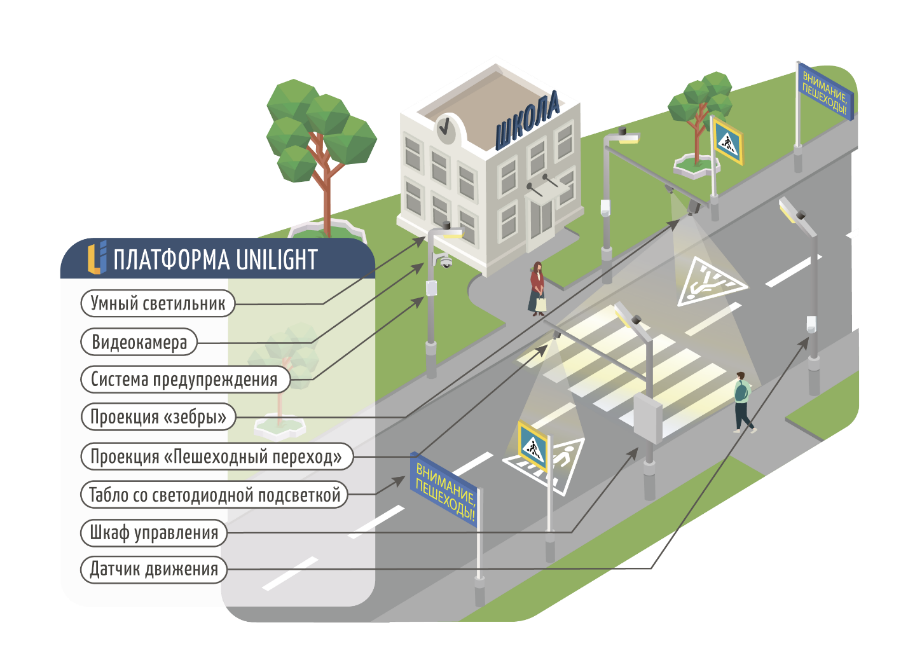 ШКОЛА
ВНИМАНИЕ,
ПЕШЕХОДЫ!
ПЛАТФОРМА UNILIGHT
Умный светильник
Видеокамера
Система предупреждения
Проекция «зебры»
Проекция «Пешеходный переход»
Табло со светодиодной подсветкой
Шкаф управления
Датчик движения
ВНИМАНИЕ,
ПЕШЕХОДЫ!